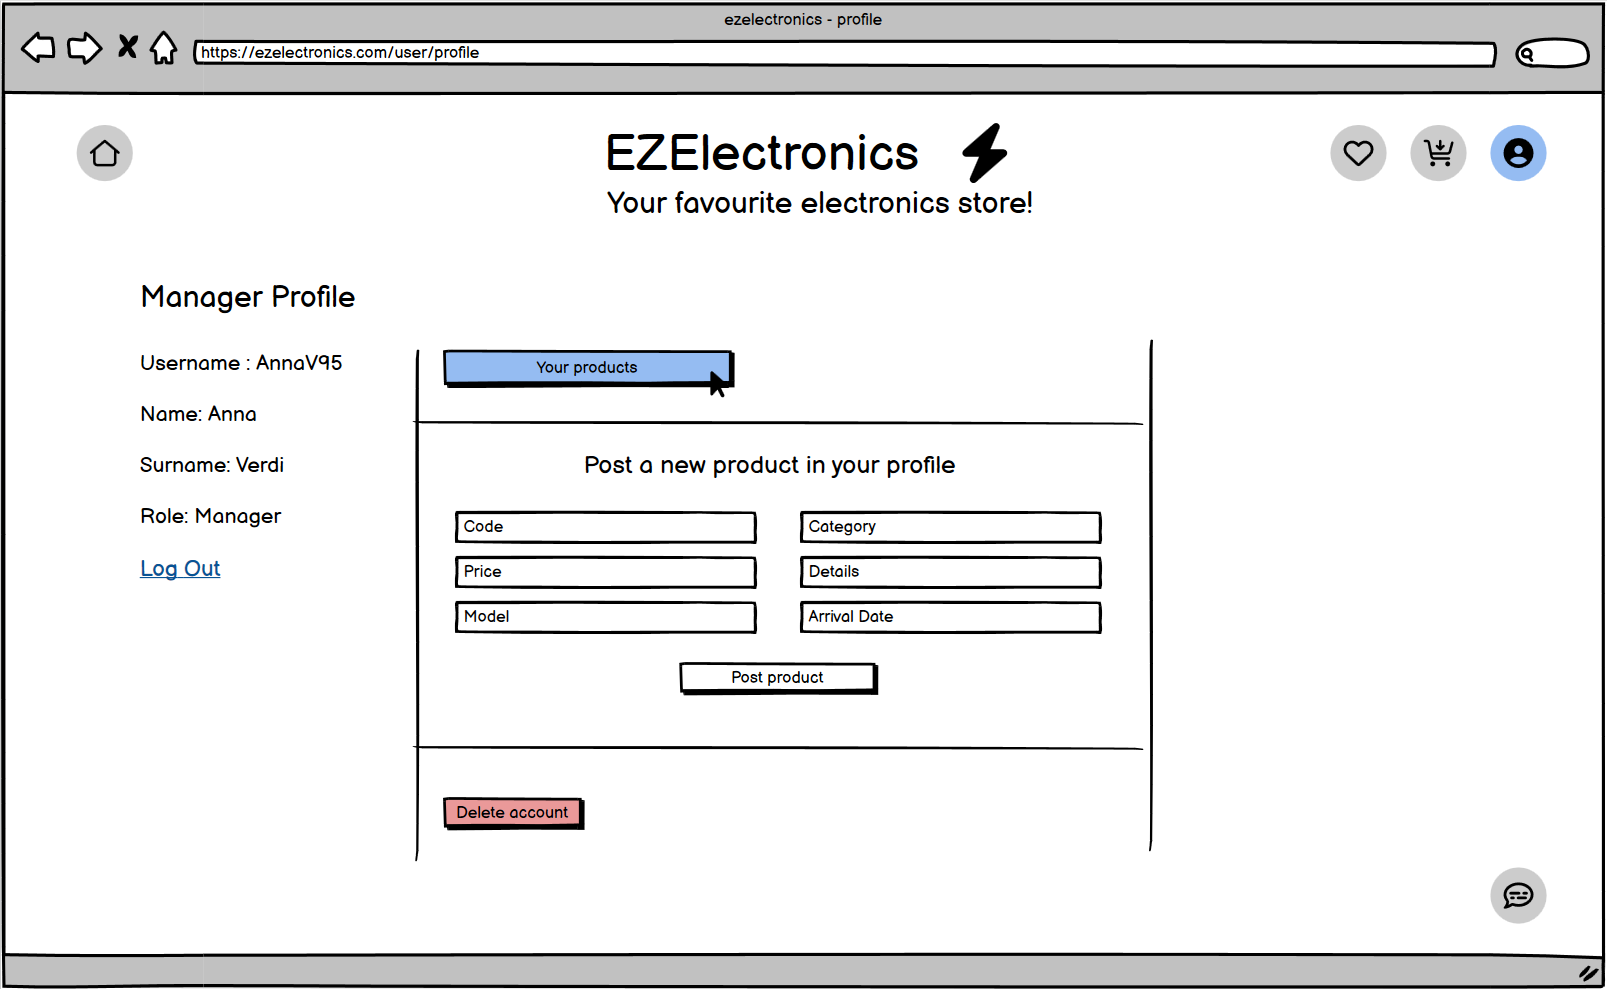 ezelectronics - profile
https://ezelectronics.com/user/profile
EZElectronics
Your favourite electronics store!
Manager Profile
Username : AnnaV95
Name: Anna
Surname: Verdi
Role: Manager
Log Out
Your products
Post a new product in your profile
Code
Category
Price
Details
Model
Arrival Date
Post product
Delete account